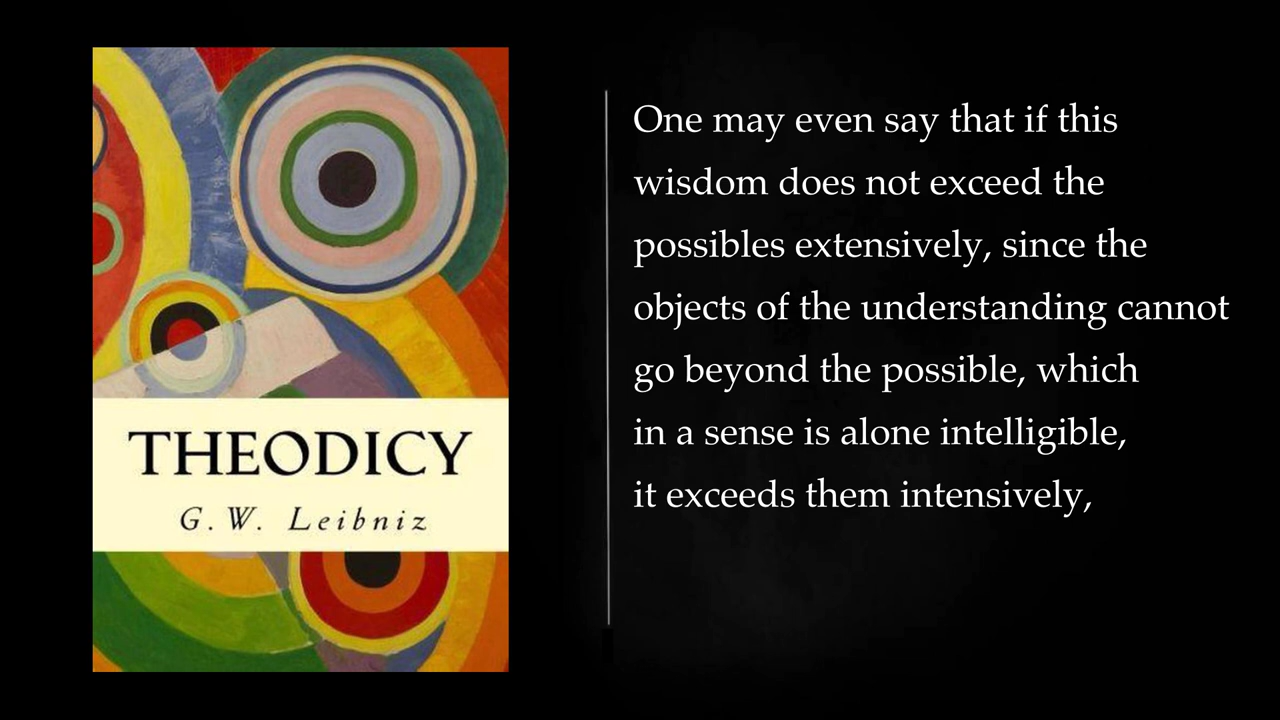 THEODICY
G.W. Leibniz
One may even say that if this
wisdom does not exceed the
possibles extensively, since the
objects of the understanding cannot
go beyond the possible, which
in a sense is alone intelligible,
it exceeds them intensively,